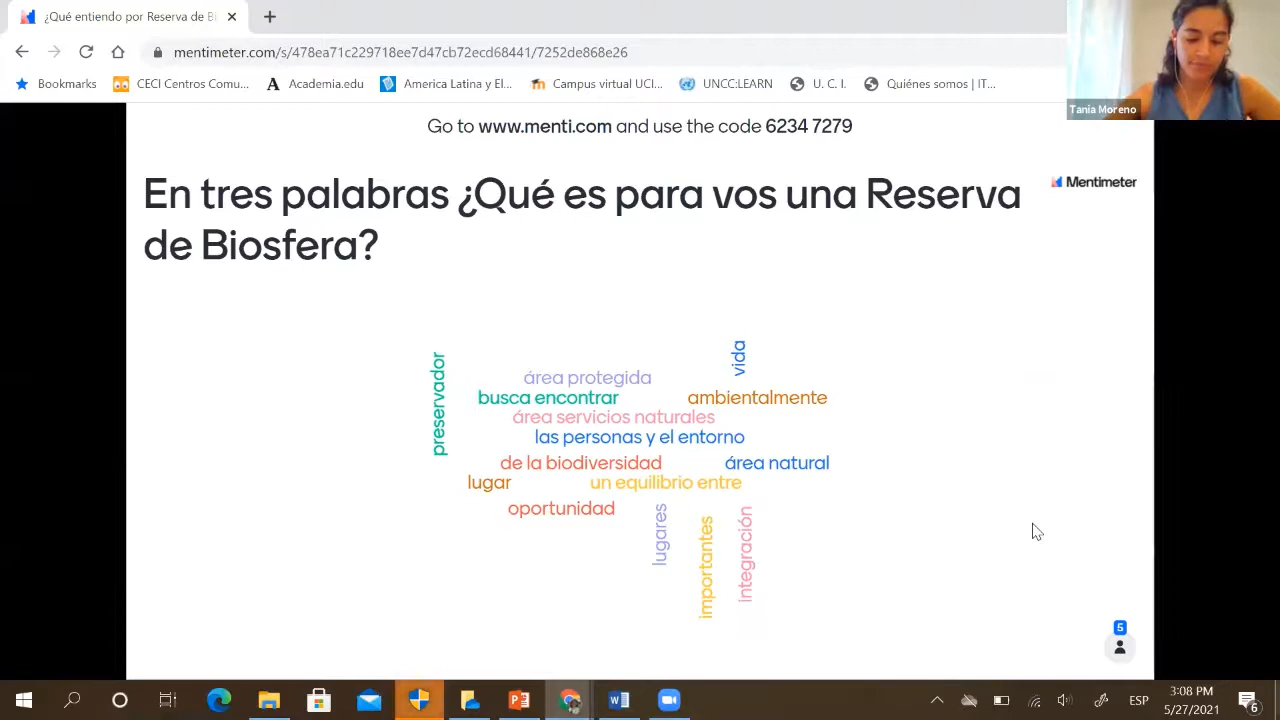 ¿Qué entiendo por Reserva de Bi
mentimeter.com/s/478ea71c229718ee7d47cb72ecd68441/7252de868e26
Bookmarks
CECI Centros Comu...
Academia.edu
America Latina y El...
Campus virtual UCI...
UNCC:LEARN
U. C. I.
Quiénes somos | IT...
Tania Moreno
Go to www.menti.com and use the code 6234 7279
Mentimeter
En tres palabras ¿Qué es para vos una Reserva
de Biosfera?
vida
preservador
área protegida
busca encontrar
ambientalmente
área servicios naturales
las personas y el entorno
de la biodiversidad
área natural
lugar
un equilibrio entre
oportunidad
lugares
importantes
integración
5
ESP
3:08 PM
5/27/2021
6